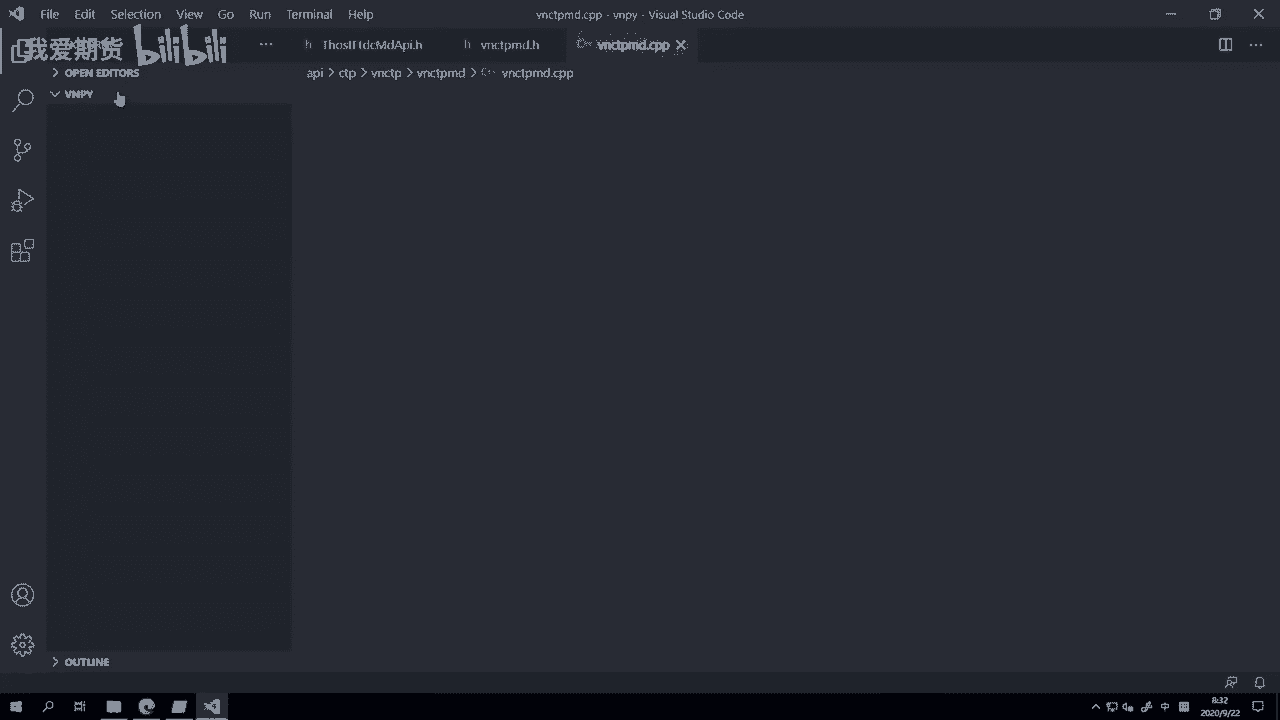 File Edit Selection View Go Run Terminal Help vnctpmd.cpp - vnpy - Visual Studio Code
我爱期货 bilibili
ThostFtdcMdApi.h vnctpmd.h vnctpmd.cpp
OPEN EDITORS
api > ctp > vnctp > vnctpmd > vnctpmd.cpp
VNPY
OUTLINE
中
8:32
2020/9/22